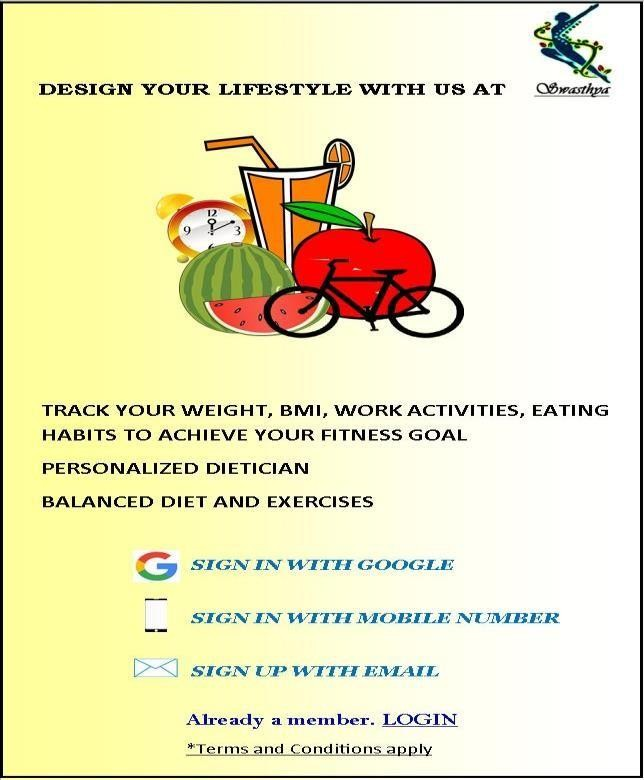 Swasthya
DESIGN YOUR LIFESTYLE WITH US AT
12
9 3
6
TRACK YOUR WEIGHT, BMI, WORK ACTIVITIES, EATING
HABITS TO ACHIEVE YOUR FITNESS GOAL
PERSONALIZED DIETICIAN
BALANCED DIET AND EXERCISES
G SIGN IN WITH GOOGLE
SIGN IN WITH MOBILE NUMBER
SIGN UP WITH EMAIL
Already a member. LOGIN
*Terms and Conditions apply